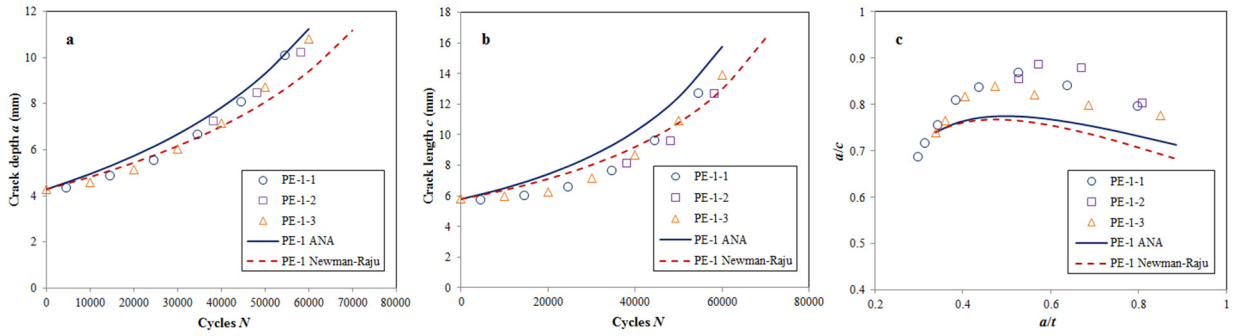 a
12
10
8
6
4
2
0
0 10000 20000 30000 40000 50000 60000 70000 80000
Crack depth a (mm)
Cycles N
PE-1-1
PE-1-2
PE-1-3
PE-1 ANA
PE-1 Newman-Raju
b
18
16
14
12
10
8
6
4
2
0
0 20000 40000 60000 80000
Crack length c (mm)
Cycles N
PE-1-1
PE-1-2
PE-1-3
PE-1 ANA
PE-1 Newman-Raju
c
1
0.9
0.8
0.7
0.6
0.5
0.4
0.2 0.4 0.6 0.8 1
a/c
a/t
PE-1-1
PE-1-2
PE-1-3
PE-1 ANA
PE-1 Newman-Raju